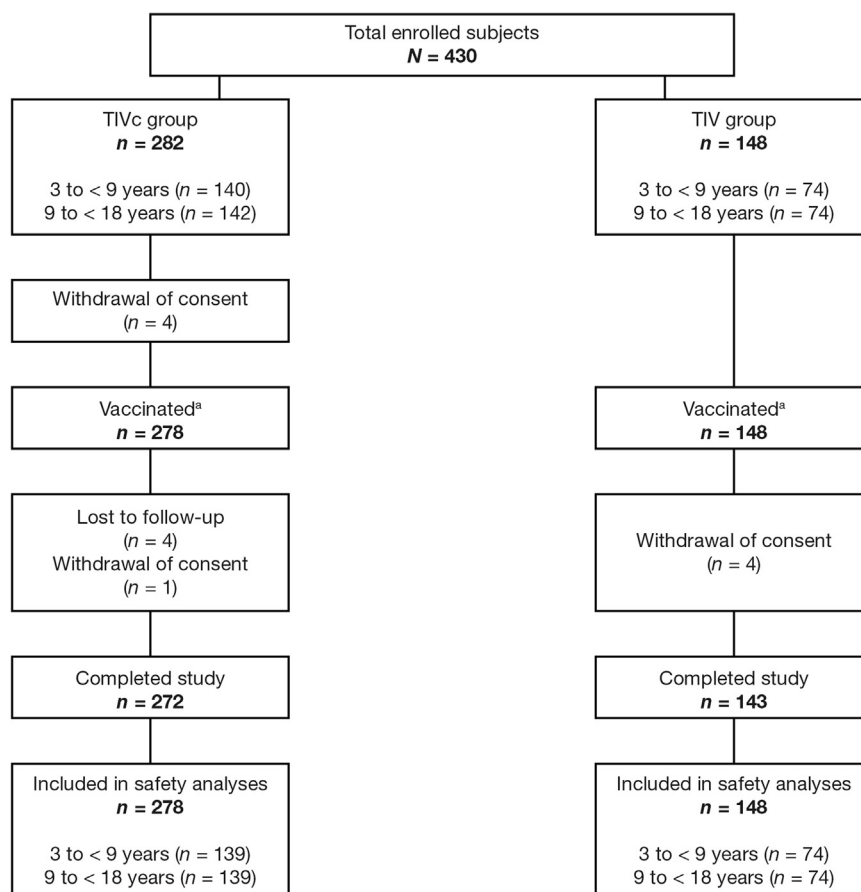 Total enrolled subjects
N = 430
TIVc group
n = 282
3 to < 9 years (n = 140)
9 to < 18 years (n = 142)
TIV group
n = 148
3 to < 9 years (n = 74)
9 to < 18 years (n = 74)
Withdrawal of consent
(n = 4)
Vaccinatedᵃ
n = 278
Vaccinatedᵃ
n = 148
Lost to follow-up
(n = 4)
Withdrawal of consent
(n = 1)
Withdrawal of consent
(n = 4)
Completed study
n = 272
Completed study
n = 143
Included in safety analyses
n = 278
3 to < 9 years (n = 139)
9 to < 18 years (n = 139)
Included in safety analyses
n = 148
3 to < 9 years (n = 74)
9 to < 18 years (n = 74)